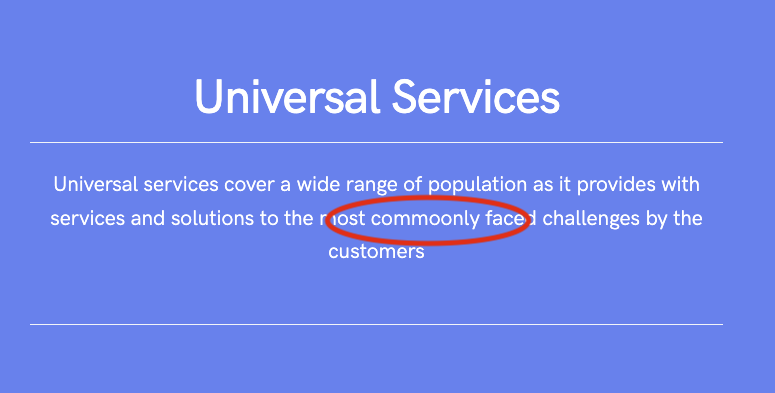 Universal Services
Universal services cover a wide range of population as it provides with
services and solutions to the most commoonly faced challenges by the
customers